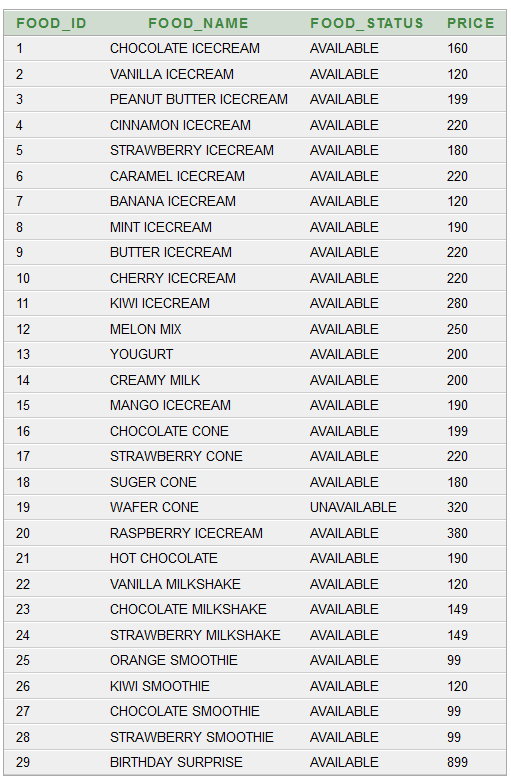 FOOD_ID FOOD_NAME FOOD_STATUS PRICE
1 CHOCOLATE ICECREAM AVAILABLE 160
2 VANILLA ICECREAM AVAILABLE 120
3 PEANUT BUTTER ICECREAM AVAILABLE 199
4 CINNAMON ICECREAM AVAILABLE 220
5 STRAWBERRY ICECREAM AVAILABLE 180
6 CARAMEL ICECREAM AVAILABLE 220
7 BANANA ICECREAM AVAILABLE 120
8 MINT ICECREAM AVAILABLE 190
9 BUTTER ICECREAM AVAILABLE 220
10 CHERRY ICECREAM AVAILABLE 220
11 KIWI ICECREAM AVAILABLE 280
12 MELON MIX AVAILABLE 250
13 YOUGURT AVAILABLE 200
14 CREAMY MILK AVAILABLE 200
15 MANGO ICECREAM AVAILABLE 190
16 CHOCOLATE CONE AVAILABLE 199
17 STRAWBERRY CONE AVAILABLE 220
18 SUGER CONE AVAILABLE 180
19 WAFER CONE UNAVAILABLE 320
20 RASPBERRY ICECREAM AVAILABLE 380
21 HOT CHOCOLATE AVAILABLE 190
22 VANILLA MILKSHAKE AVAILABLE 120
23 CHOCOLATE MILKSHAKE AVAILABLE 149
24 STRAWBERRY MILKSHAKE AVAILABLE 149
25 ORANGE SMOOTHIE AVAILABLE 99
26 KIWI SMOOTHIE AVAILABLE 120
27 CHOCOLATE SMOOTHIE AVAILABLE 99
28 STRAWBERRY SMOOTHIE AVAILABLE 99
29 BIRTHDAY SURPRISE AVAILABLE 899